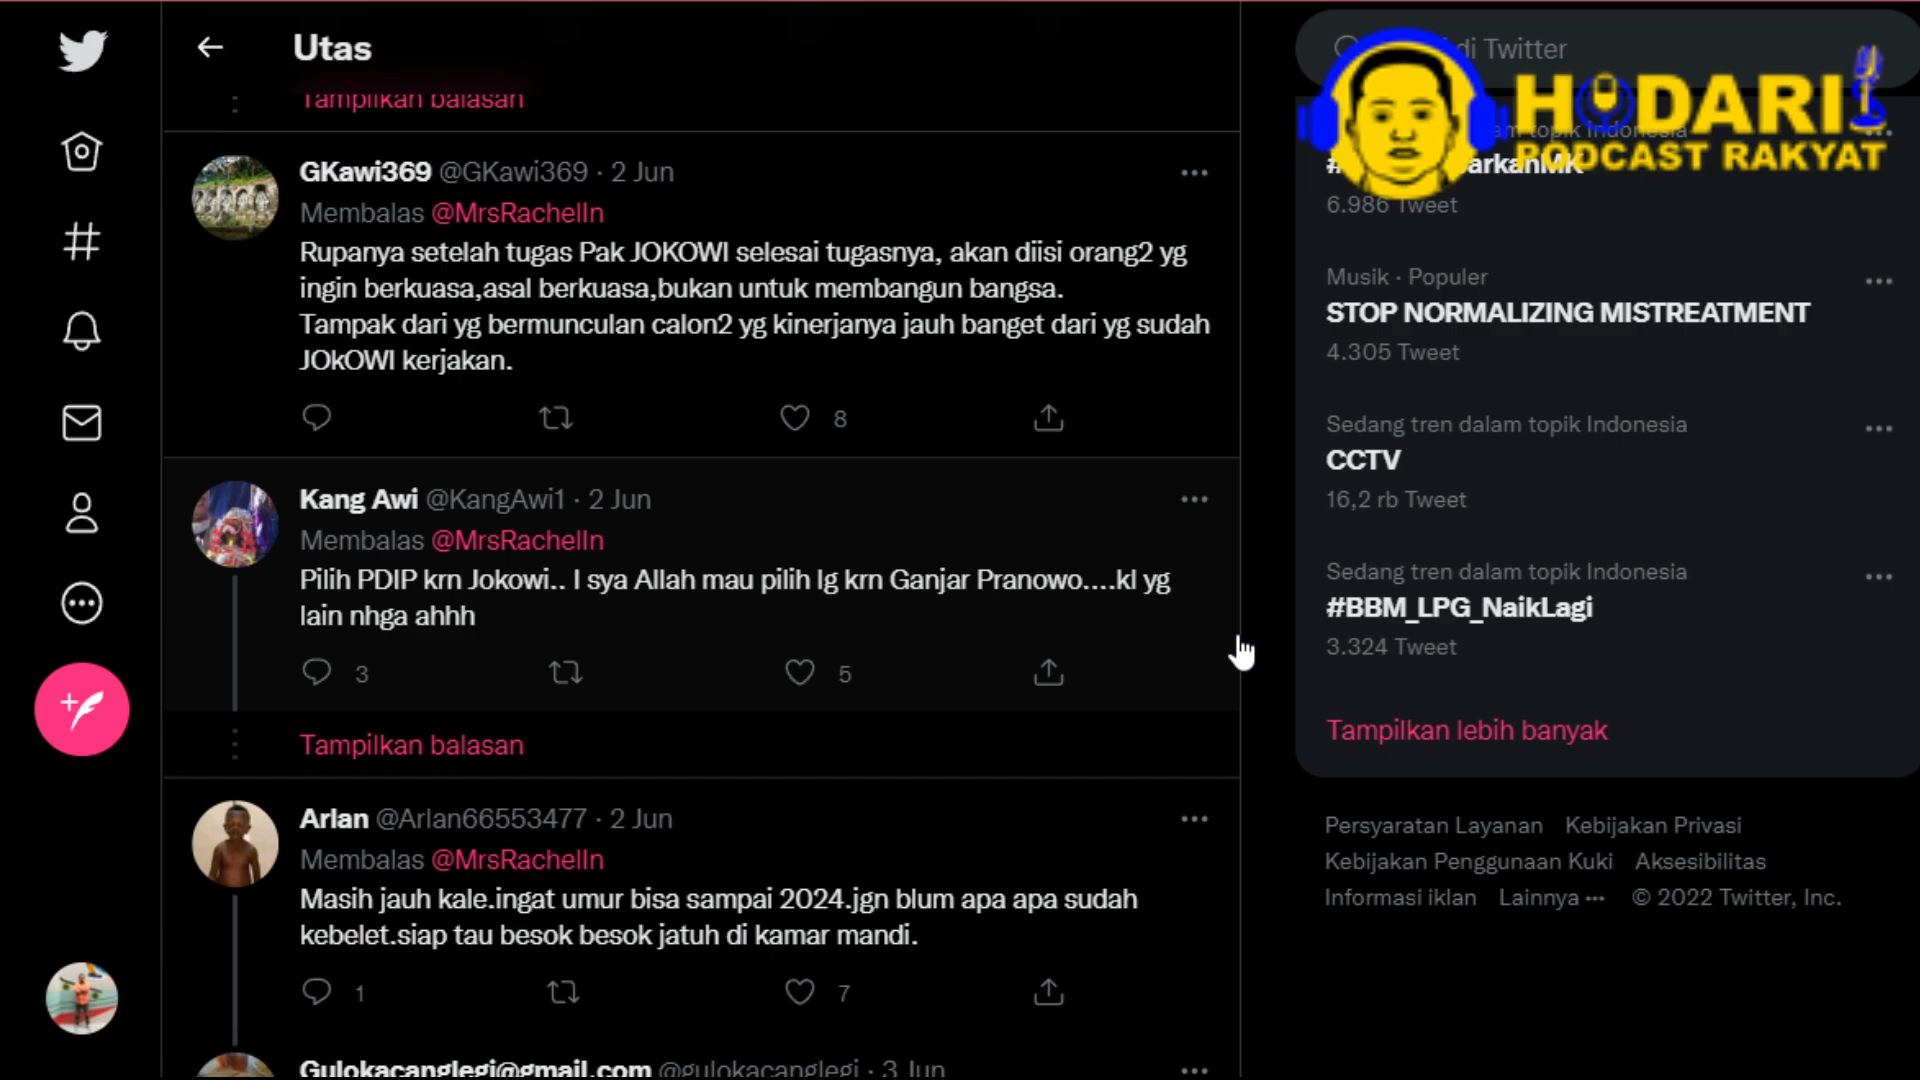 Utas
Tampilkan balasan
GKawi369 @GKawi369 · 2 Jun
Membalas @MrsRachelIn
Rupanya setelah tugas Pak JOKOWI selesai tugasnya, akan diisi orang2 yg
ingin berkuasa,asal berkuasa,bukan untuk membangun bangsa.
Tampak dari yg bermunculan calon2 yg kinerjanya jauh banget dari yg sudah
JOkOWI kerjakan.
8
Kang Awi @KangAwi1 · 2 Jun
Membalas @MrsRachelIn
Pilih PDIP krn Jokowi.. I sya Allah mau pilih lg krn Ganjar Pranowo....kl yg
lain nhga ahhh
3 5
Tampilkan balasan
Arlan @Arlan66553477 · 2 Jun
Membalas @MrsRachelIn
Masih jauh kale.ingat umur bisa sampai 2024.jgn blum apa apa sudah
kebelet.siap tau besok besok jatuh di kamar mandi.
1 7
Gulokacanglegi@gmail.com @gulokacanglegi · 3 Jun
di Twitter
HODARI
PODCAST RAKYAT
topik Indonesia
6.986 Tweet
Musik · Populer
STOP NORMALIZING MISTREATMENT
4.305 Tweet
Sedang tren dalam topik Indonesia
CCTV
16,2 rb Tweet
Sedang tren dalam topik Indonesia
#BBM_LPG_NaikLagi
3.324 Tweet
Tampilkan lebih banyak
Persyaratan Layanan Kebijakan Privasi
Kebijakan Penggunaan Kuki Aksesibilitas
Informasi iklan Lainnya ··· © 2022 Twitter, Inc.